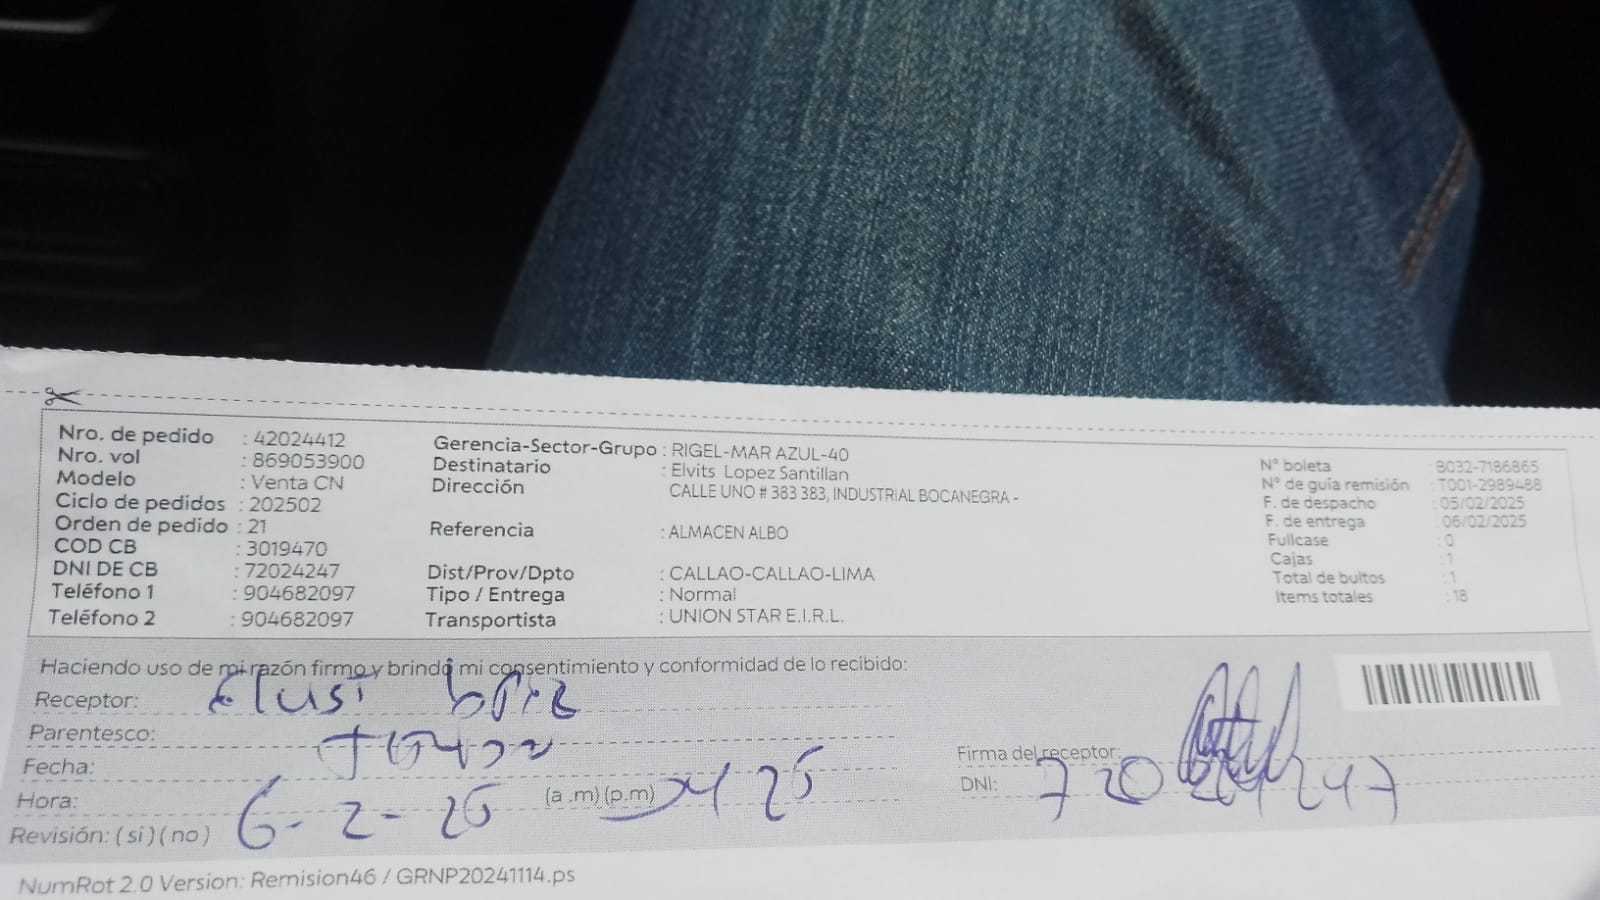 Nro. de pedido : 42024412
Nro. vol : 869053900
Modelo : Venta CN
Ciclo de pedidos : 202502
Orden de pedido : 21
COD CB : 3019470
DNI DE CB : 72024247
Teléfono 1 : 904682097
Teléfono 2 : 904682097
Gerencia-Sector-Grupo : RIGEL-MAR AZUL-40
Destinatario : Elvits Lopez Santillan
Dirección CALLE UNO # 383 383, INDUSTRIAL BOCANEGRA -
Referencia : ALMACEN ALBO
Dist/Prov/Dpto : CALLAO-CALLAO-LIMA
Tipo / Entrega : Normal
Transportista : UNION STAR E.I.R.L.
N° boleta : B032-7186865
N° de guía remisión : T001-2989488
F. de despacho : 05/02/2025
F. de entrega : 06/02/2025
Fullcase : 0
Cajas : 1
Total de bultos : 1
Items totales : 18
Haciendo uso de mi razón firmo y brindo mi consentimiento y conformidad de lo recibido:
Receptor:
Parentesco:
Fecha:
Hora: 6-2-25 (a .m) (p.m)
Revisión: ( si ) ( no )
Firma del receptor:
DNI:
NumRot 2.0 Version: Remision46 / GRNP20241114.ps